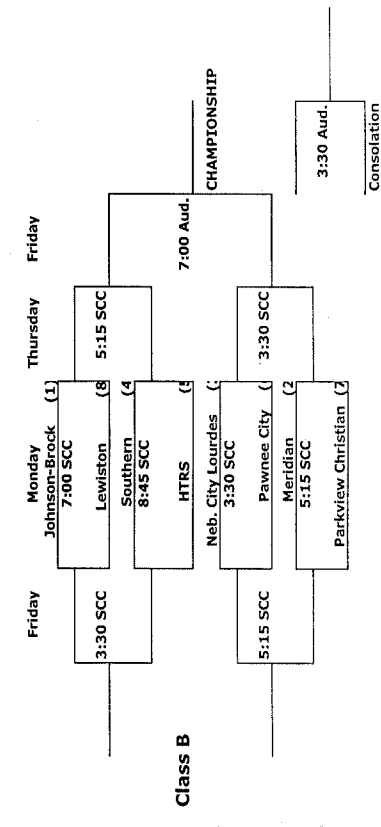 Class B
Friday
Monday
Thursday
Friday
Johnson-Brock (1)
7:00 SCC
Lewiston (8
3:30 SCC
5:15 SCC
Southern (4
8:45 SCC
HTRS
7:00 Aud.
CHAMPIONSHIP
Neb. City Lourdes
3:30 SCC
Pawnee City
5:15 SCC
3:30 SCC
Meridian (2
5:15 SCC
Parkview Christian (7
3:30 Aud.
Consolation